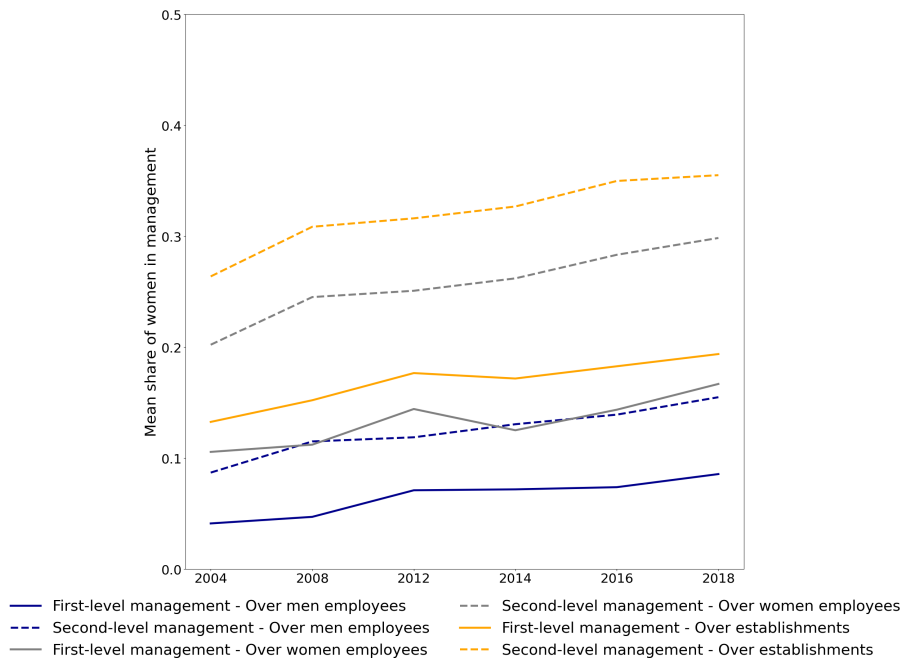 0.5
0.4
0.3
0.2
0.1
0.0
Mean share of women in management
2004 2008 2012 2014 2016 2018
First-level management - Over men employees
Second-level management - Over men employees
First-level management - Over women employees
Second-level management - Over women employees
First-level management - Over establishments
Second-level management - Over establishments